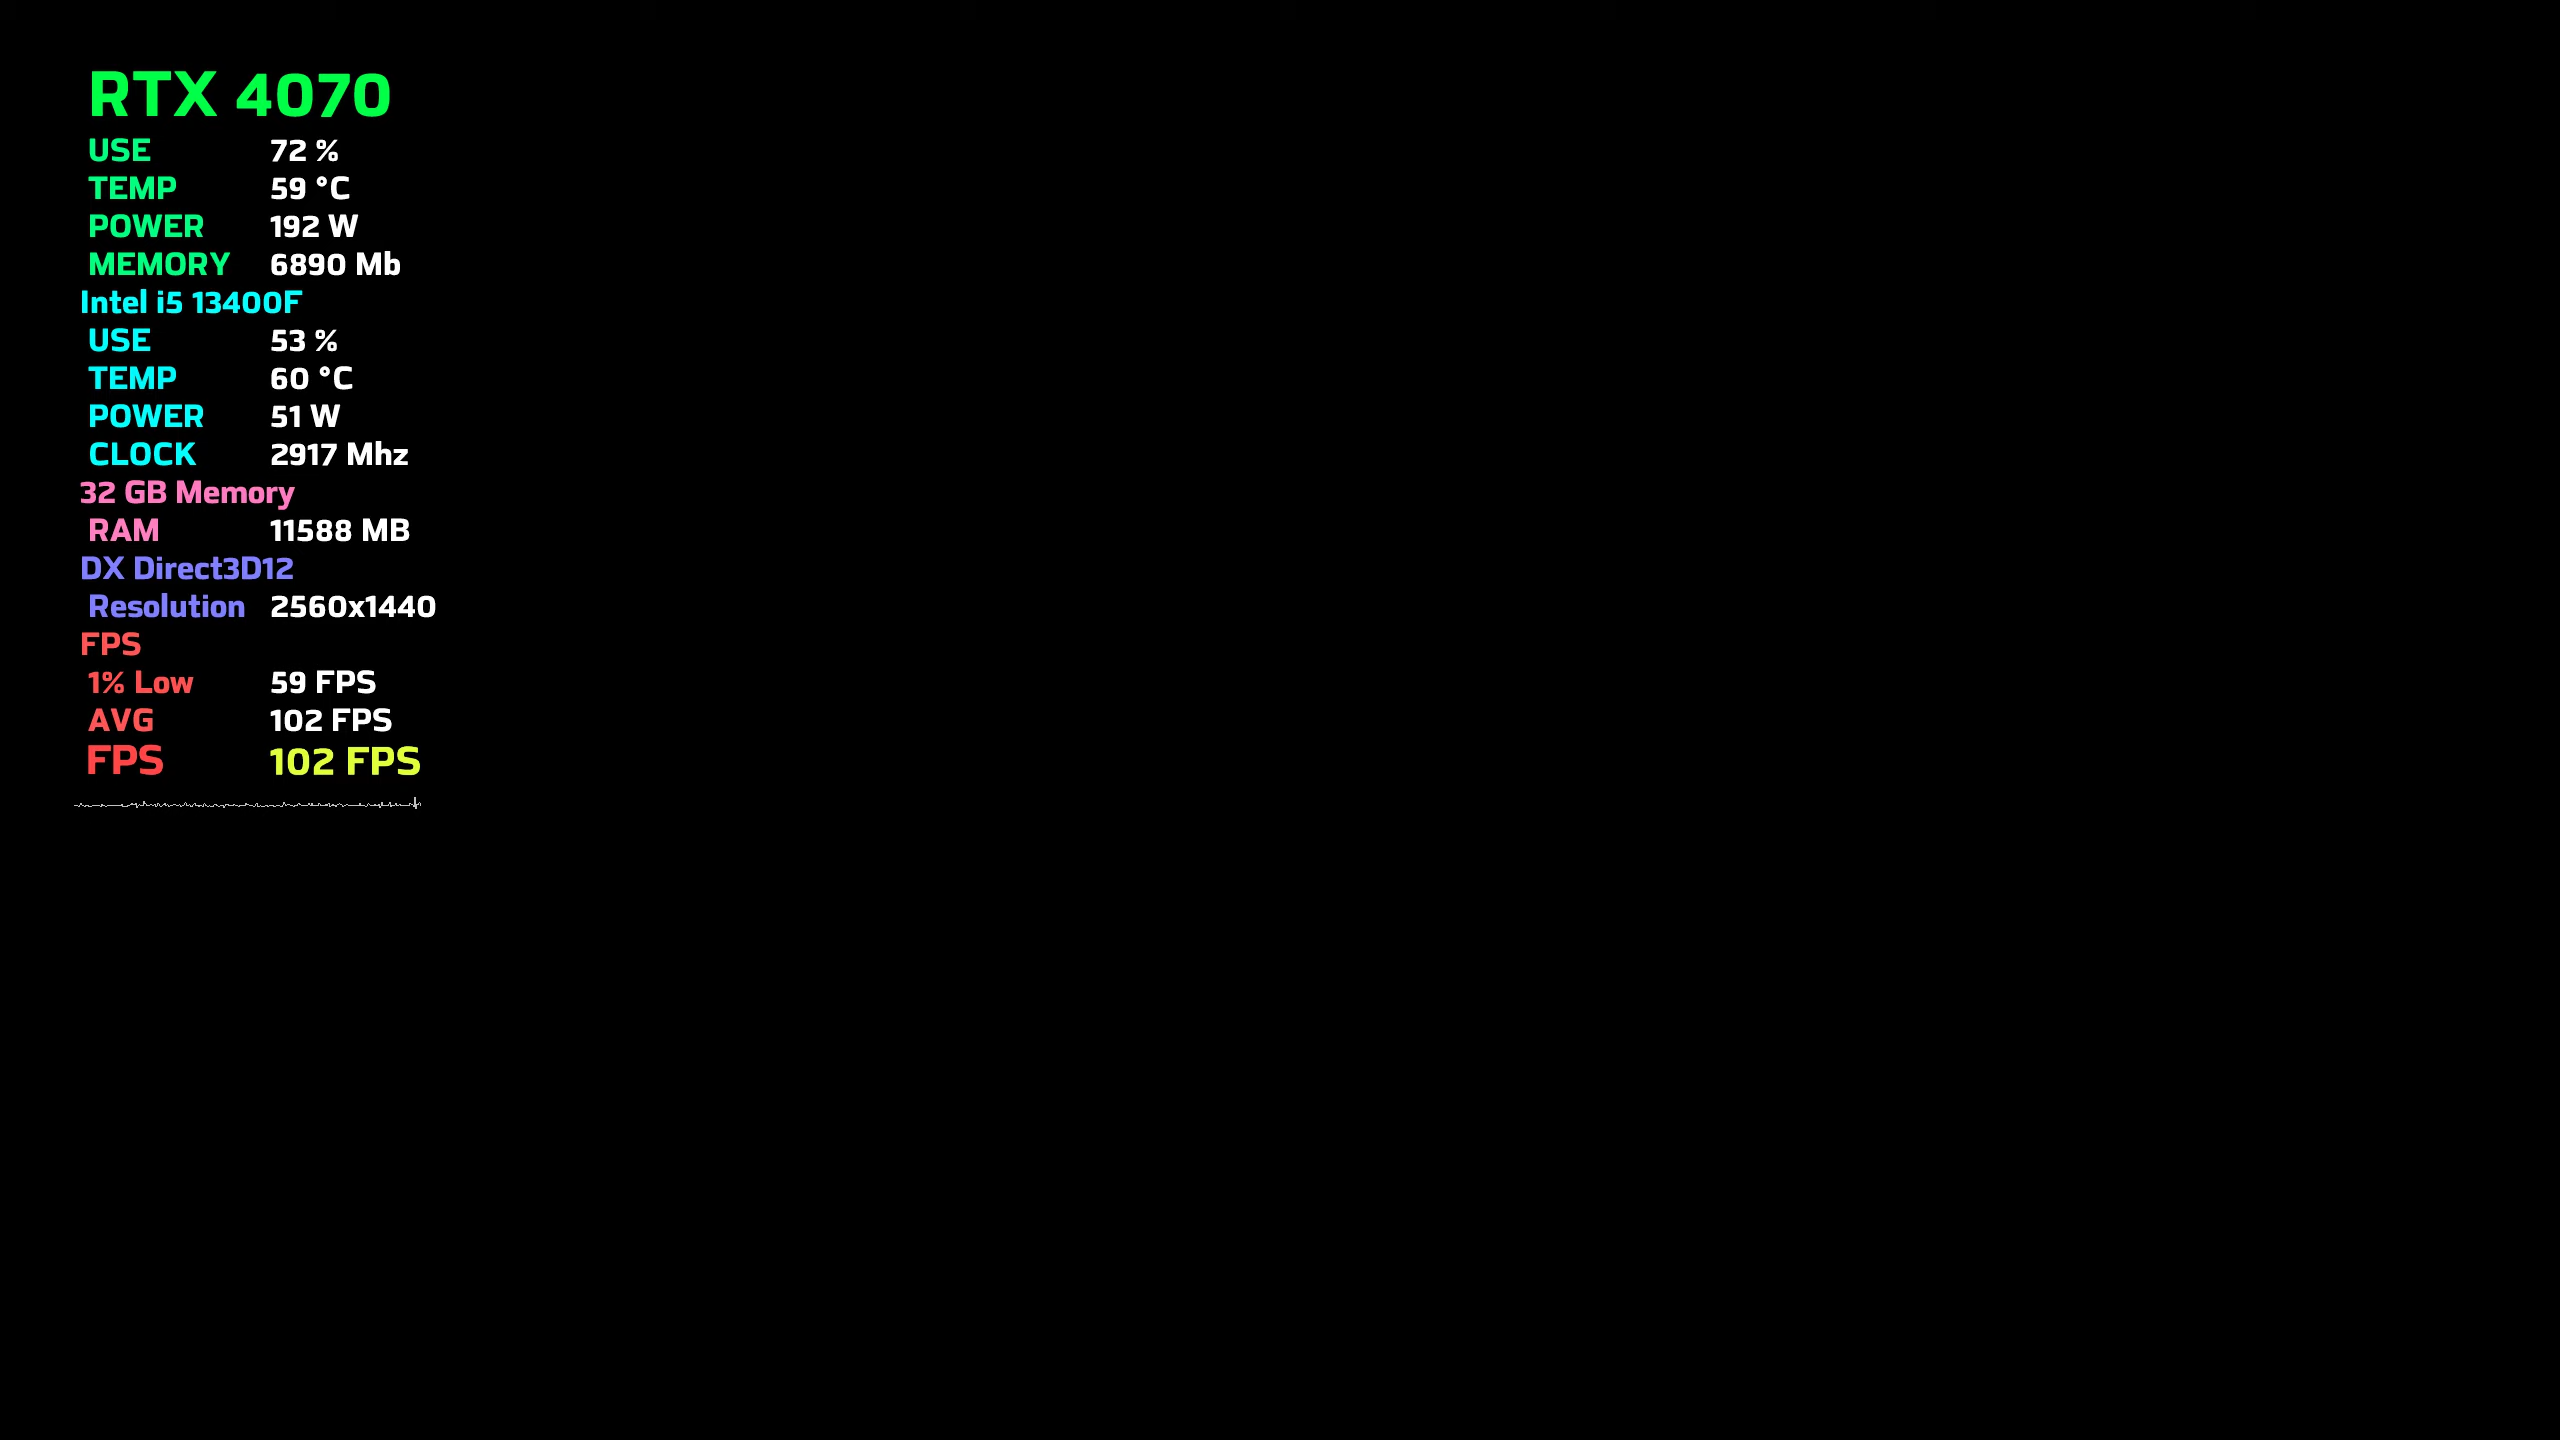 RTX 4070
USE 72 %
TEMP 59 °C
POWER 192 W
MEMORY 6890 Mb
Intel i5 13400F
USE 53 %
TEMP 60 °C
POWER 51 W
CLOCK 2917 Mhz
32 GB Memory
RAM 11588 MB
DX Direct3D12
Resolution 2560x1440
FPS
1% Low 59 FPS
AVG 102 FPS
FPS 102 FPS